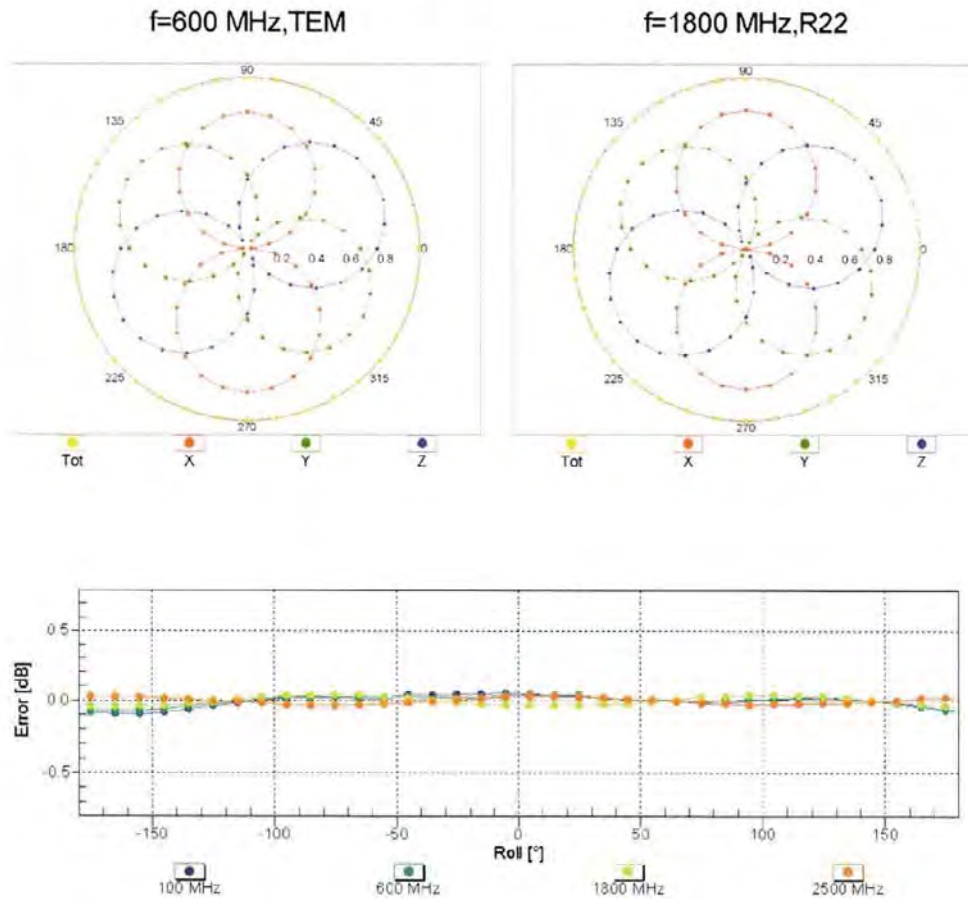 f=600 MHz,TEM
f=1800 MHz,R22
90
135
45
180
0.2
0.4
0.6
0.8
0
225
315
270
Tot
X
Y
Z
90
135
45
180
0.2
0.4
0.6
0.8
0
225
315
270
Tot
X
Y
Z
Error [dB]
0.5
0.0
-0.5
-150
-100
-50
0
50
100
150
Roll [°]
100 MHz
600 MHz
1800 MHz
2500 MHz